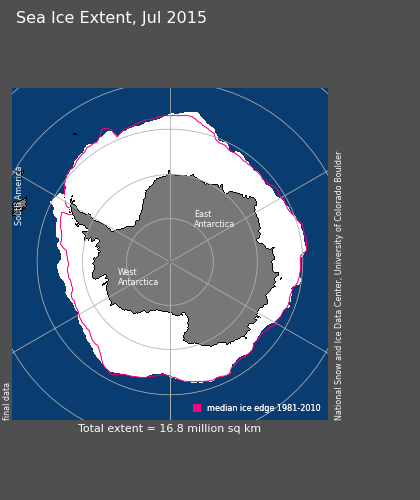 Sea Ice Extent, Jul 2015
South America
East
Antarctica
West
Antarctica
National Snow and Ice Data Center, University of Colorado Boulder
final data
median ice edge 1981-2010
Total extent = 16.8 million sq km